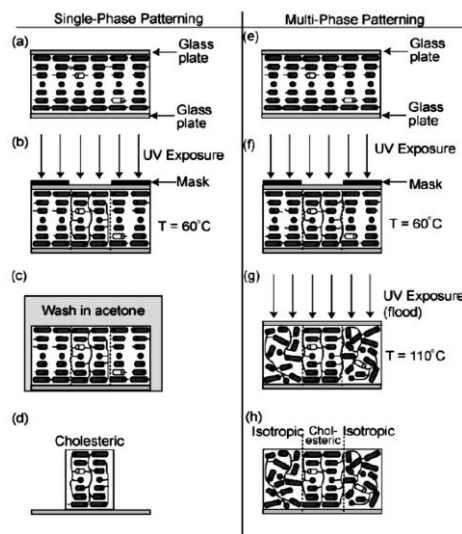 Single-Phase Patterning
(a)
Glass
plate
Glass
plate
(b)
UV Exposure
Mask
T = 60°C
(c)
Wash in acetone
(d)
Cholesteric
Multi-Phase Patterning
(e)
Glass
plate
Glass
plate
(f)
UV Exposure
Mask
T = 60°C
(g)
UV Exposure
(flood)
T = 110°C
(h)
Isotropic Chol- Isotropic
esteric